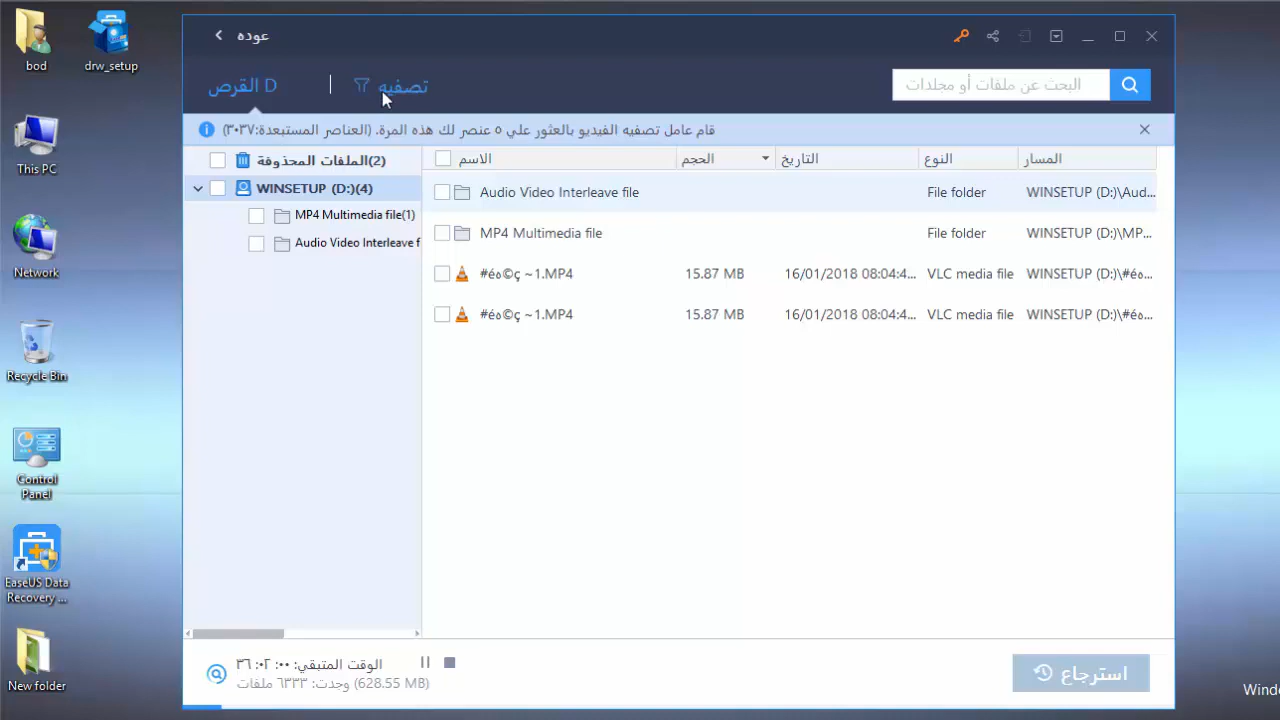 bod
drw_setup
This PC
Network
Recycle Bin
Control
Panel
EaseUS Data
Recovery ...
New folder
عوده
القرص D
تصفيه
البحث عن ملفات أو مجلدات
قام عامل تصفيه الفيديو بالعثور علي ٥ عنصر لك هذه المرة. (العناصر المستبعدة:٣٠٣٧)
الملفات المحذوفة(2)
WINSETUP (D:)(4)
MP4 Multimedia file(1)
Audio Video Interleave f
الاسم الحجم التاريخ النوع المسار
Audio Video Interleave file File folder WINSETUP (D:)\Aud...
MP4 Multimedia file File folder WINSETUP (D:)\MP...
#éه©ç ~1.MP4 15.87 MB 16/01/2018 08:04:4... VLC media file WINSETUP (D:)\#éه...
#éه©ç ~1.MP4 15.87 MB 16/01/2018 08:04:4... VLC media file WINSETUP (D:)\#éه...
الوقت المتبقي: ٠٠: ٠٢: ٣٦
وجدت: ٦٣٣٣ ملفات (628.55 MB)
استرجاع
Windo